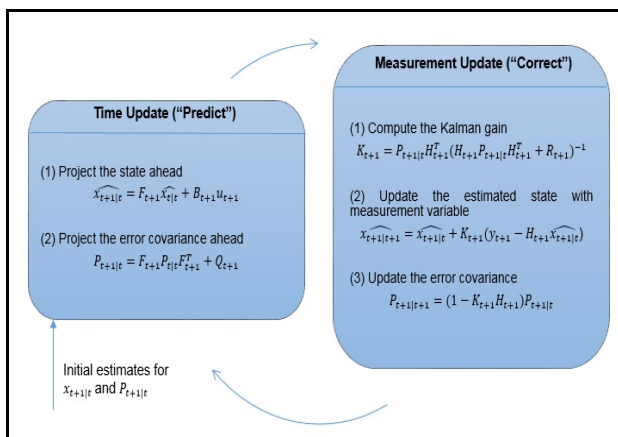 Time Update (“Predict”)
(1) Project the state ahead
$\widehat{x_{t+1|t}} = F_{t+1}\widehat{x_{t|t}} + B_{t+1}u_{t+1}$
(2) Project the error covariance ahead
$P_{t+1|t} = F_{t+1}P_{t|t}F_{t+1}^T + Q_{t+1}$
Initial estimates for
$x_{t+1|t}$ and $P_{t+1|t}$
Measurement Update (“Correct”)
(1) Compute the Kalman gain
$K_{t+1} = P_{t+1|t}H_{t+1}^T(H_{t+1}P_{t+1|t}H_{t+1}^T + R_{t+1})^{-1}$
(2) Update the estimated state with
measurement variable
$\widehat{x_{t+1|t+1}} = \widehat{x_{t+1|t}} + K_{t+1}(y_{t+1} - H_{t+1}\widehat{x_{t+1|t}})$
(3) Update the error covariance
$P_{t+1|t+1} = (1 - K_{t+1}H_{t+1})P_{t+1|t}$